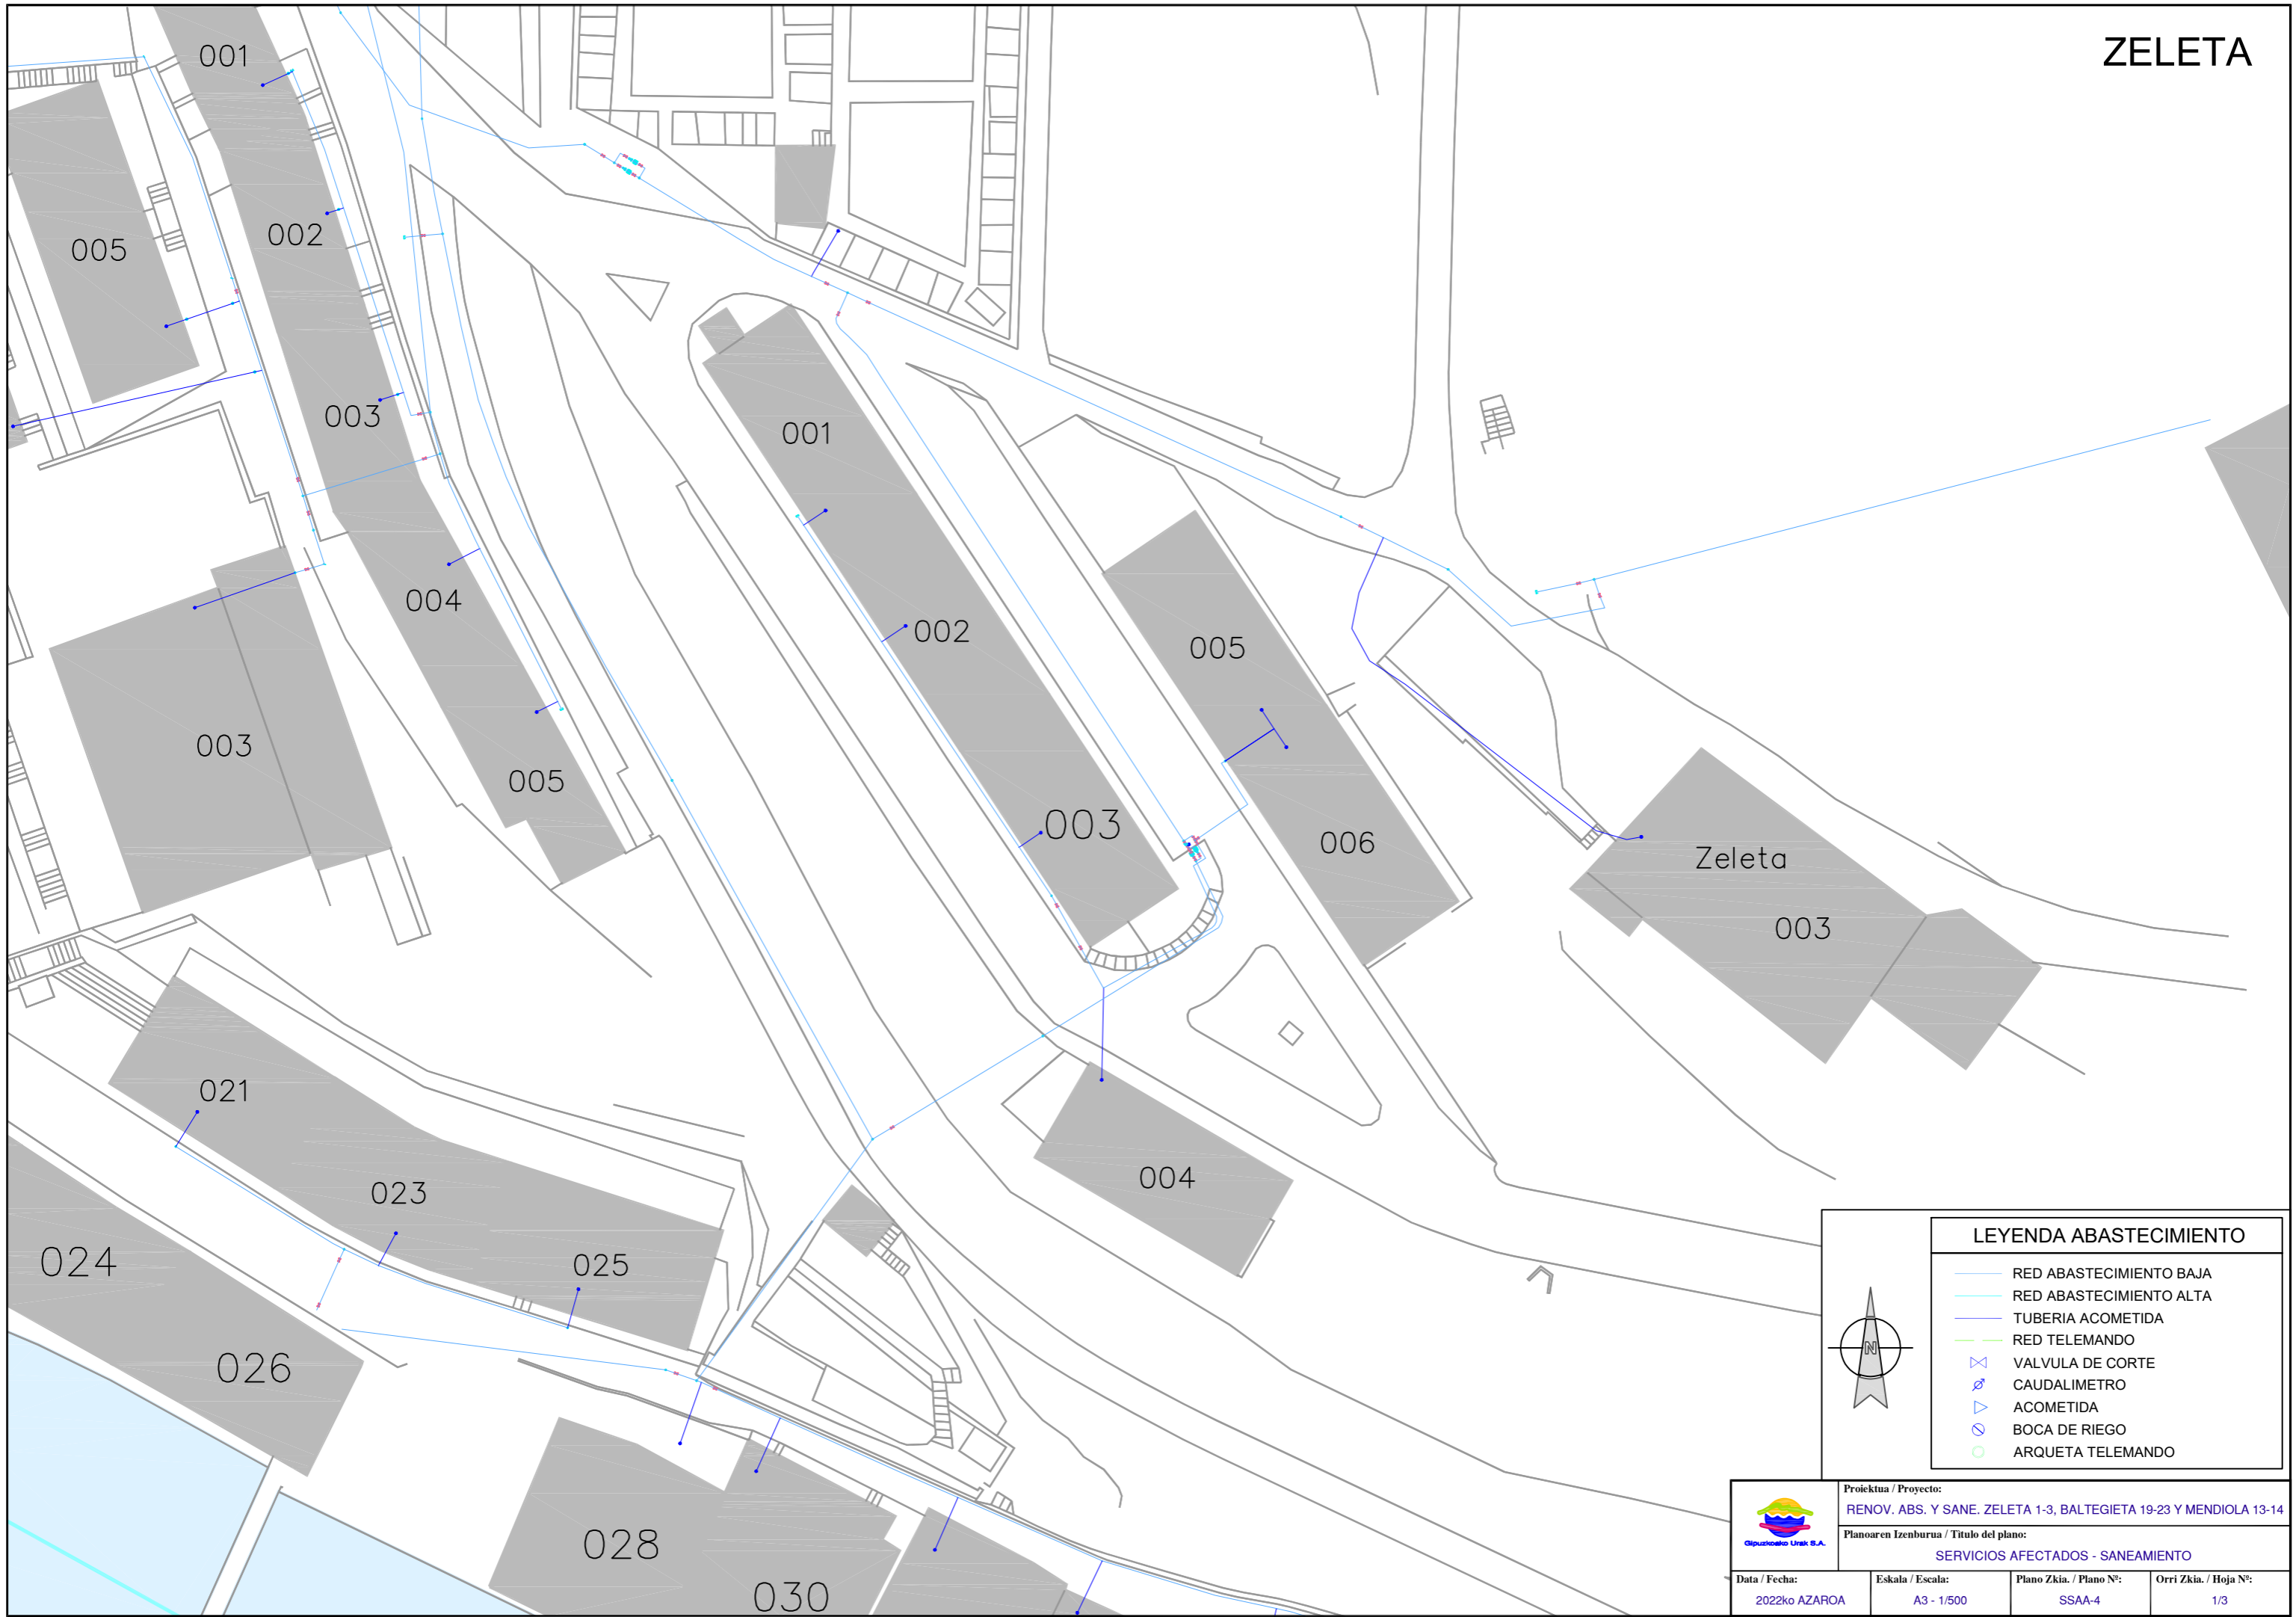 ZELETA
001
005
002
003
001
004
002
005
003
005
003
006
Zeleta
003
021
004
023
024
025
026
028
030
LEYENDA ABASTECIMIENTO
RED ABASTECIMIENTO BAJA
RED ABASTECIMIENTO ALTA
TUBERIA ACOMETIDA
RED TELEMANDO
VALVULA DE CORTE
CAUDALIMETRO
ACOMETIDA
BOCA DE RIEGO
ARQUETA TELEMANDO
N
Gipuzkoako Urak S.A.
Proiektua / Proyecto:
RENOV. ABS. Y SANE. ZELETA 1-3, BALTEGIETA 19-23 Y MENDIOLA 13-14
Planoaren Izenburua / Titulo del plano:
SERVICIOS AFECTADOS - SANEAMIENTO
Data / Fecha:
2022ko AZAROA
Eskala / Escala:
A3 - 1/500
Plano Zkia. / Plano Nº:
SSAA-4
Orri Zkia. / Hoja Nº:
1/3